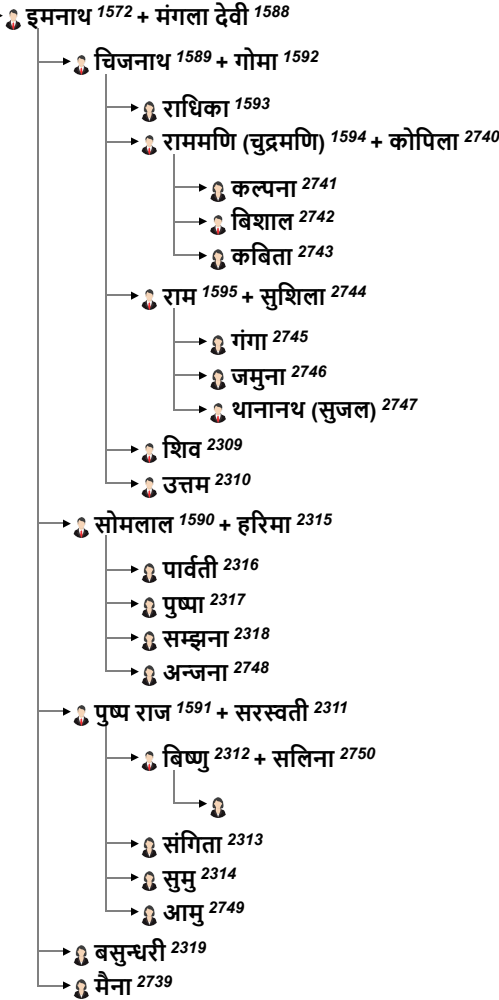 इमनाथ 1572 + मंगला देवी 1588
चिजनाथ 1589 + गोमा 1592
राधिका 1593
राममणि (चुद्रमणि) 1594 + कोपिला 2740
कल्पना 2741
बिशाल 2742
कबिता 2743
राम 1595 + सुशिला 2744
गंगा 2745
जमुना 2746
थानानथ (सुजल) 2747
शिव 2309
उत्तम 2310
सोमलाल 1590 + हरिमा 2315
पार्वती 2316
पुष्पा 2317
सम्झना 2318
अन्जना 2748
पुष्प राज 1591 + सरस्वती 2311
बिष्णु 2312 + सलिना 2750
संगिता 2313
सुमु 2314
आमु 2749
बसुन्धरी 2319
मैना 2739